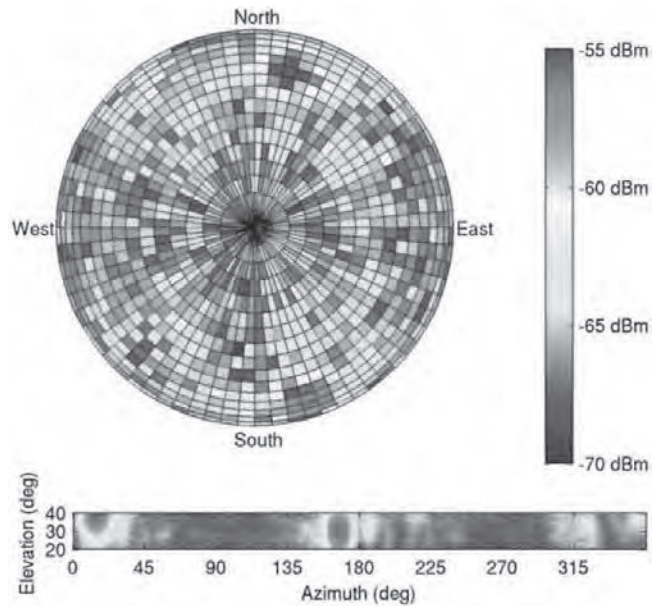 North
-55 dBm
-60 dBm
West
East
-65 dBm
South
-70 dBm
Elevation (deg)
40
30
20
0 45 90 135 180 225 270 315
Azimuth (deg)